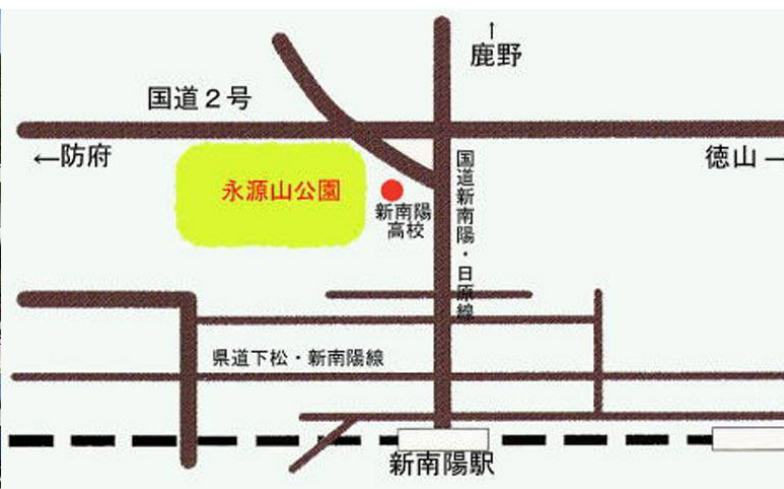 ↑
鹿野
国道２号
←防府
徳山→
永源山公園
新南陽
高校
国道新南陽・日原線
県道下松・新南陽線
新南陽駅